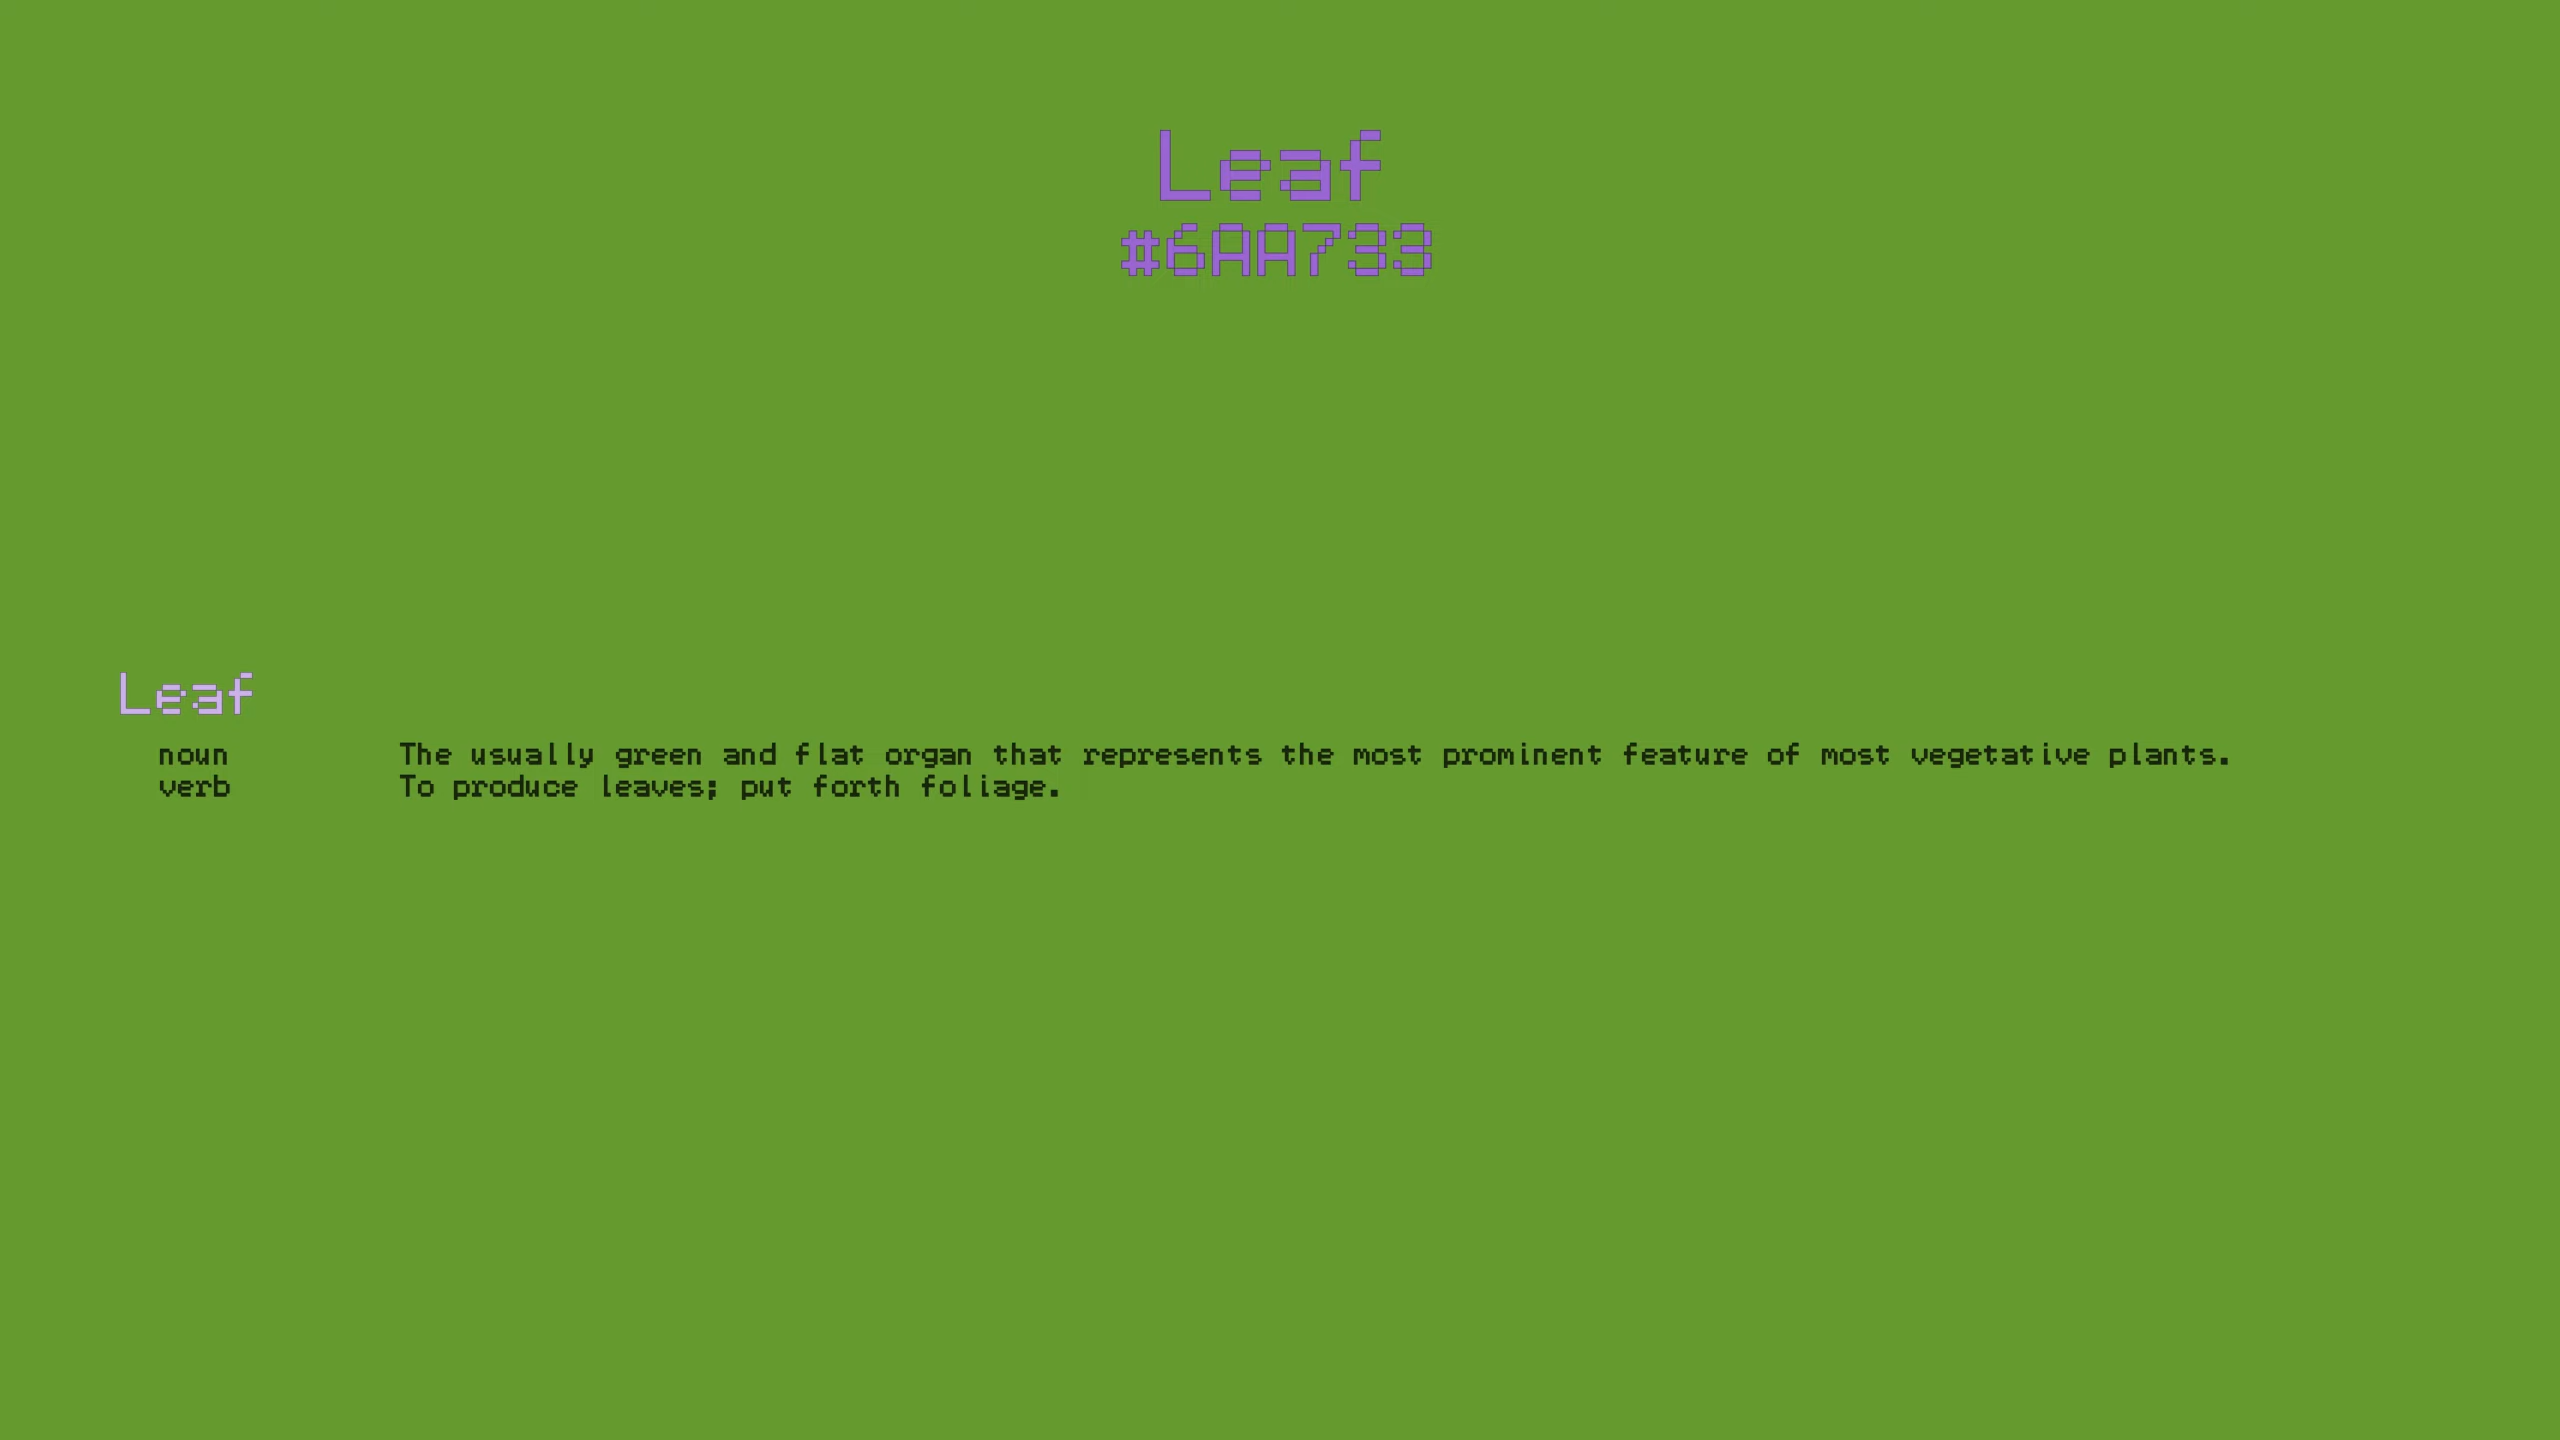 Leaf
#6AA733
Leaf
noun The usually green and flat organ that represents the most prominent feature of most vegetative plants.
verb To produce leaves; put forth foliage.